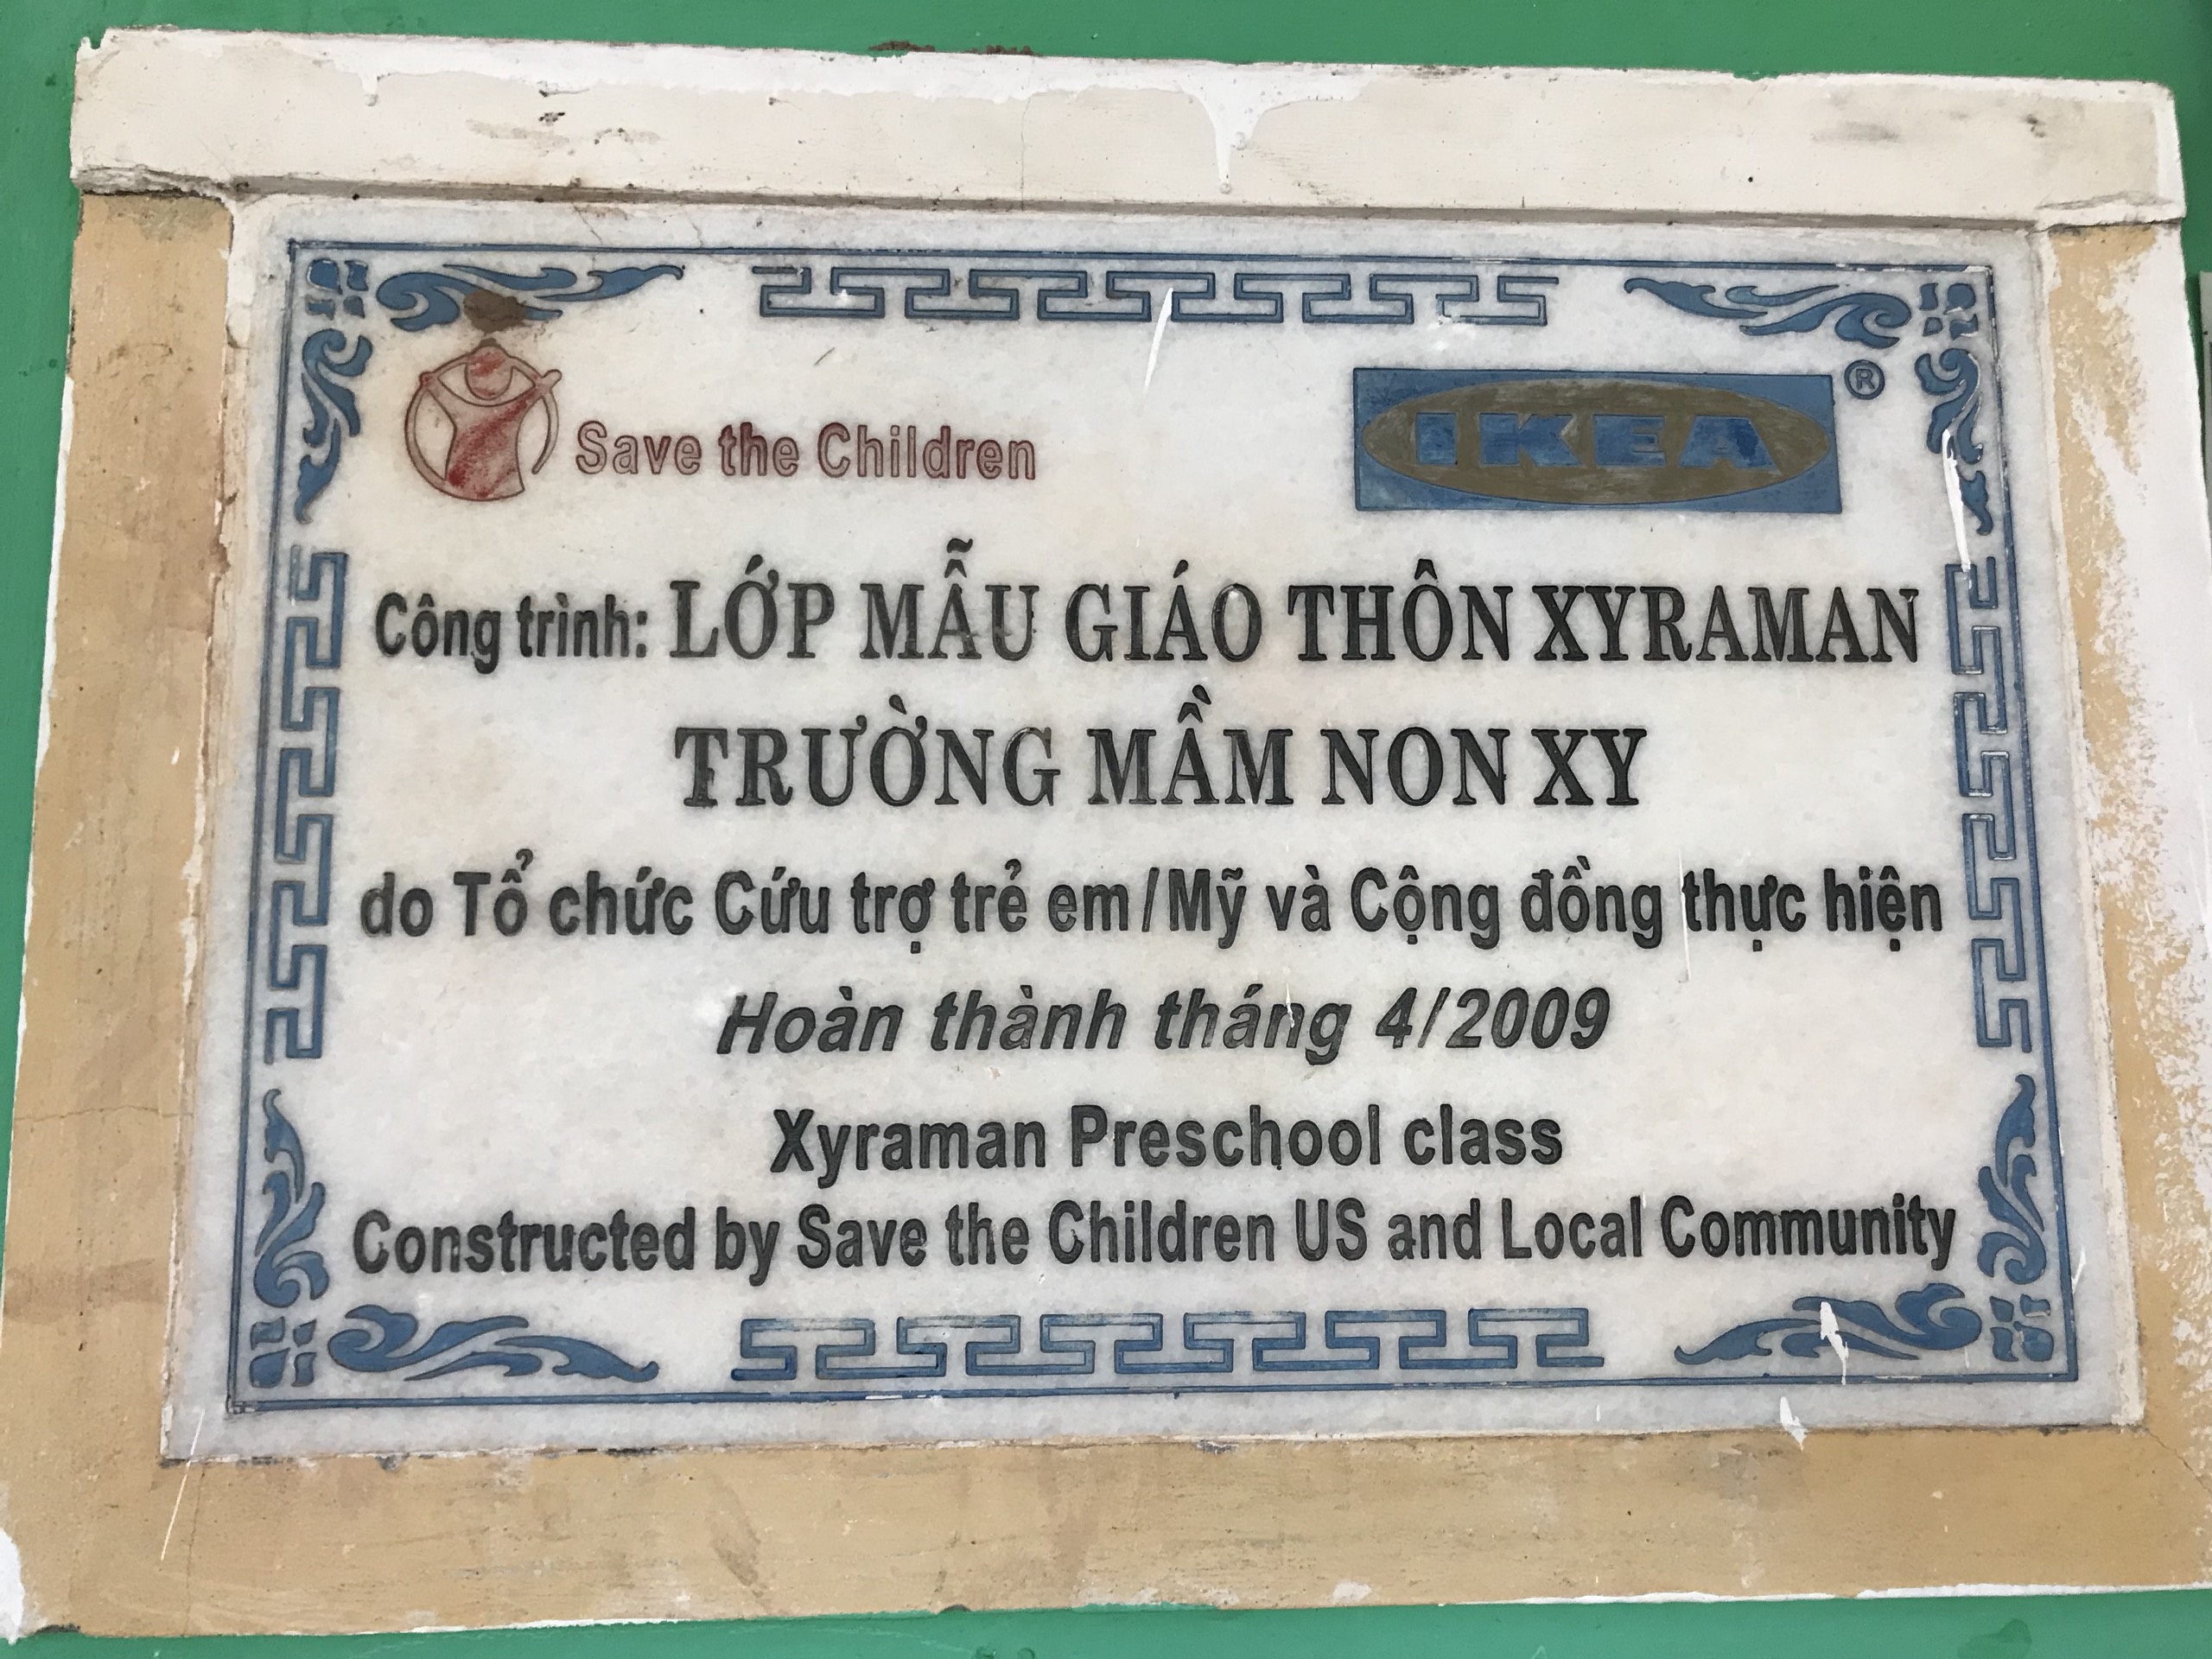 Save the Children
IKEA ®
Công trình: LỚP MẪU GIÁO THÔN XYRAMAN
TRƯỜNG MẦM NON XY
do Tổ chức Cứu trợ trẻ em/Mỹ và Cộng đồng thực hiện
Hoàn thành tháng 4/2009
Xyraman Preschool class
Constructed by Save the Children US and Local Community